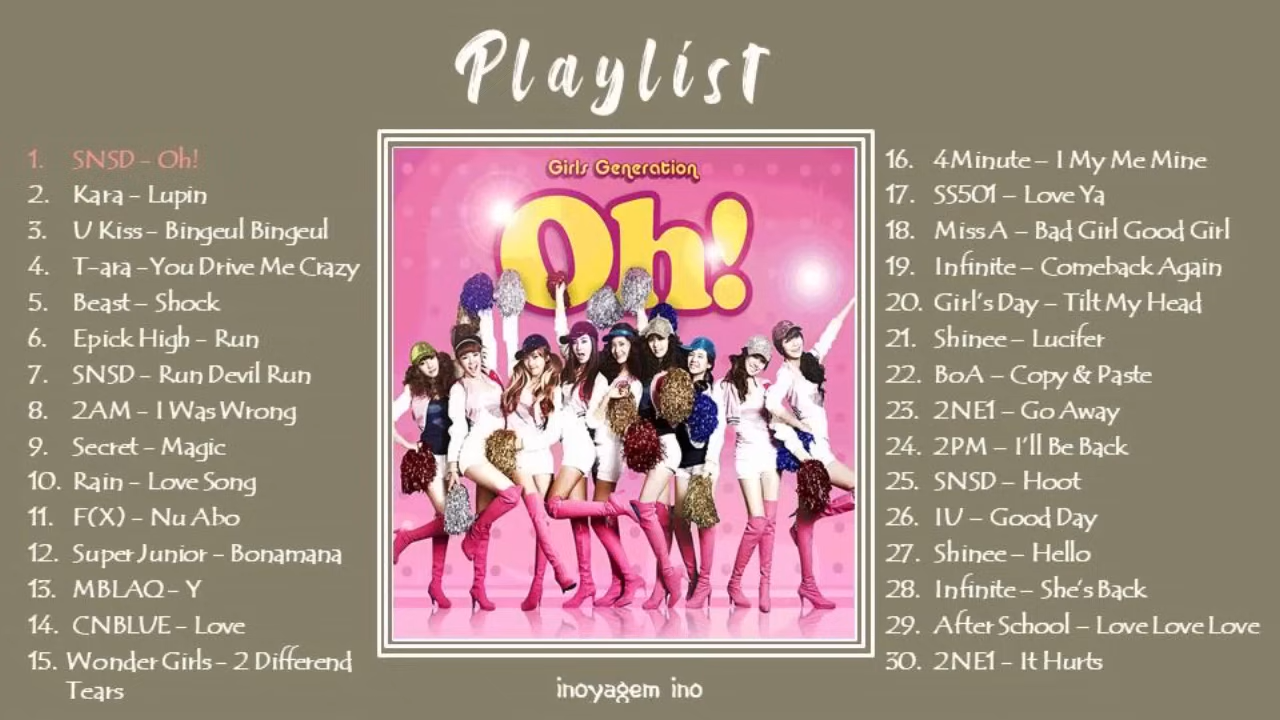 Playlist
1. SNSD – Oh!
2. Kara – Lupin
3. U Kiss – Bingeul Bingeul
4. T-ara –You Drive Me Crazy
5. Beast – Shock
6. Epick High – Run
7. SNSD – Run Devil Run
8. 2AM – I Was Wrong
9. Secret – Magic
10. Rain – Love Song
11. F(X) – Nu Abo
12. Super Junior – Bonamana
13. MBLAQ – Y
14. CNBLUE – Love
15. Wonder Girls – 2 Differend
Tears
Girls Generation
Oh!
inoyagem ino
16. 4Minute – I My Me Mine
17. SS501 – Love Ya
18. Miss A – Bad Girl Good Girl
19. Infinite – Comeback Again
20. Girl's Day – Tilt My Head
21. Shinee – Lucifer
22. BoA – Copy & Paste
23. 2NE1 – Go Away
24. 2PM – I'll Be Back
25. SNSD – Hoot
26. IU – Good Day
27. Shinee – Hello
28. Infinite – She's Back
29. After School – Love Love Love
30. 2NE1 – It Hurts